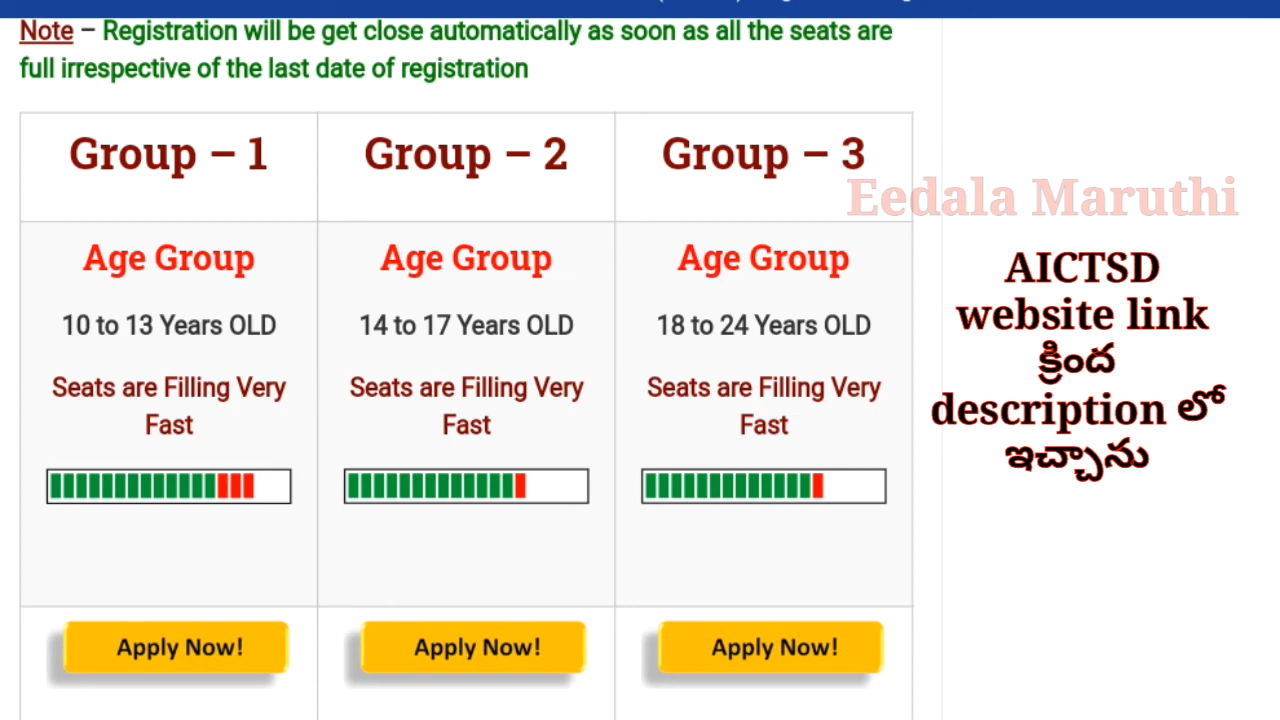 Note – Registration will be get close automatically as soon as all the seats are
full irrespective of the last date of registration
Group – 1
Group – 2
Group – 3
Age Group
Age Group
Age Group
10 to 13 Years OLD
14 to 17 Years OLD
18 to 24 Years OLD
Seats are Filling Very
Fast
Seats are Filling Very
Fast
Seats are Filling Very
Fast
Apply Now!
Apply Now!
Apply Now!
Eedala Maruthi
AICTSD
website link
క్రింద
description లో
ఇచ్చాను